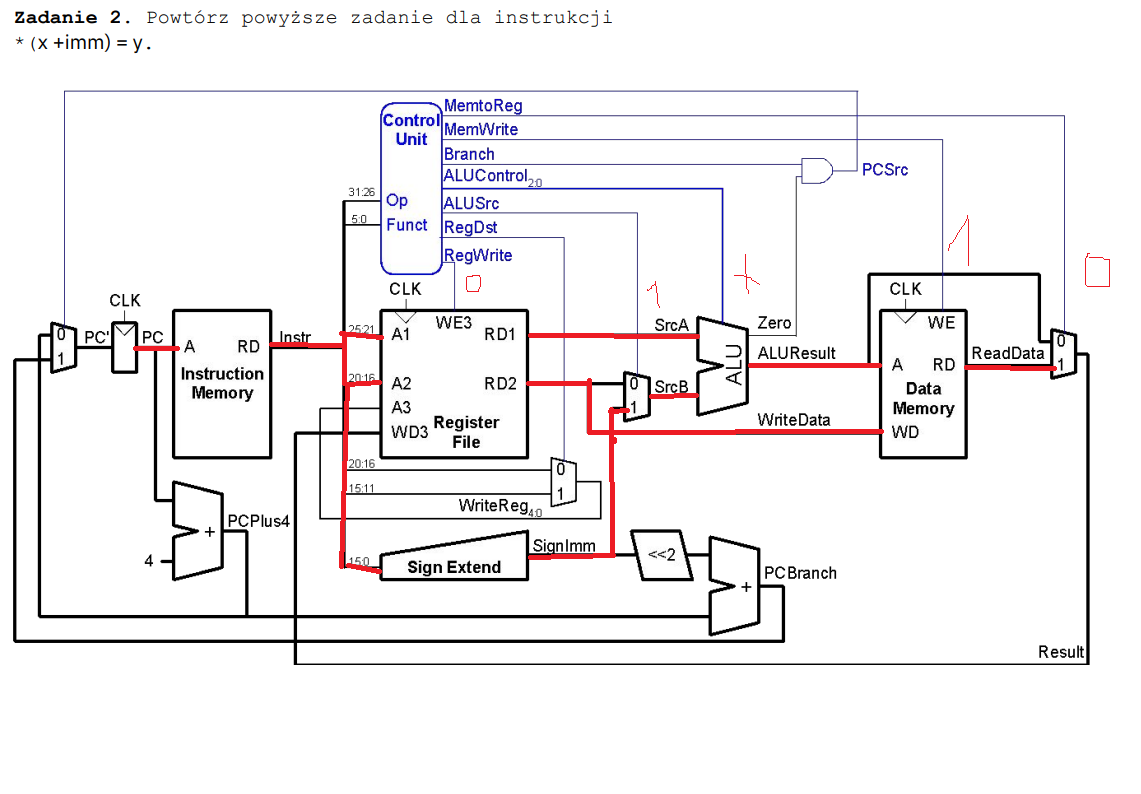 Zadanie 2. Powtórz powyższe zadanie dla instrukcji
* (x +imm) = y.
MemtoReg
Control
Unit
MemWrite
Branch
PCSrc
ALUControl 2:0
31:26
Op
ALUSrc
5:0
Funct
RegDst
RegWrite
0
1
+
1
0
CLK
CLK
CLK
0
1
PC'
PC
A
RD
Instruction
Memory
Instr
25:21
A1
WE3
RD1
SrcA
Zero
WE
0
1
20:16
A2
RD2
0
1
SrcB
ALU
ALUResult
A
RD
ReadData
Data
Memory
A3
WD3
Register
File
WriteData
WD
20:16
0
15:11
1
WriteReg 4:0
PCPlus4
+
4
15:0
Sign Extend
SignImm
<<2
+
PCBranch
Result